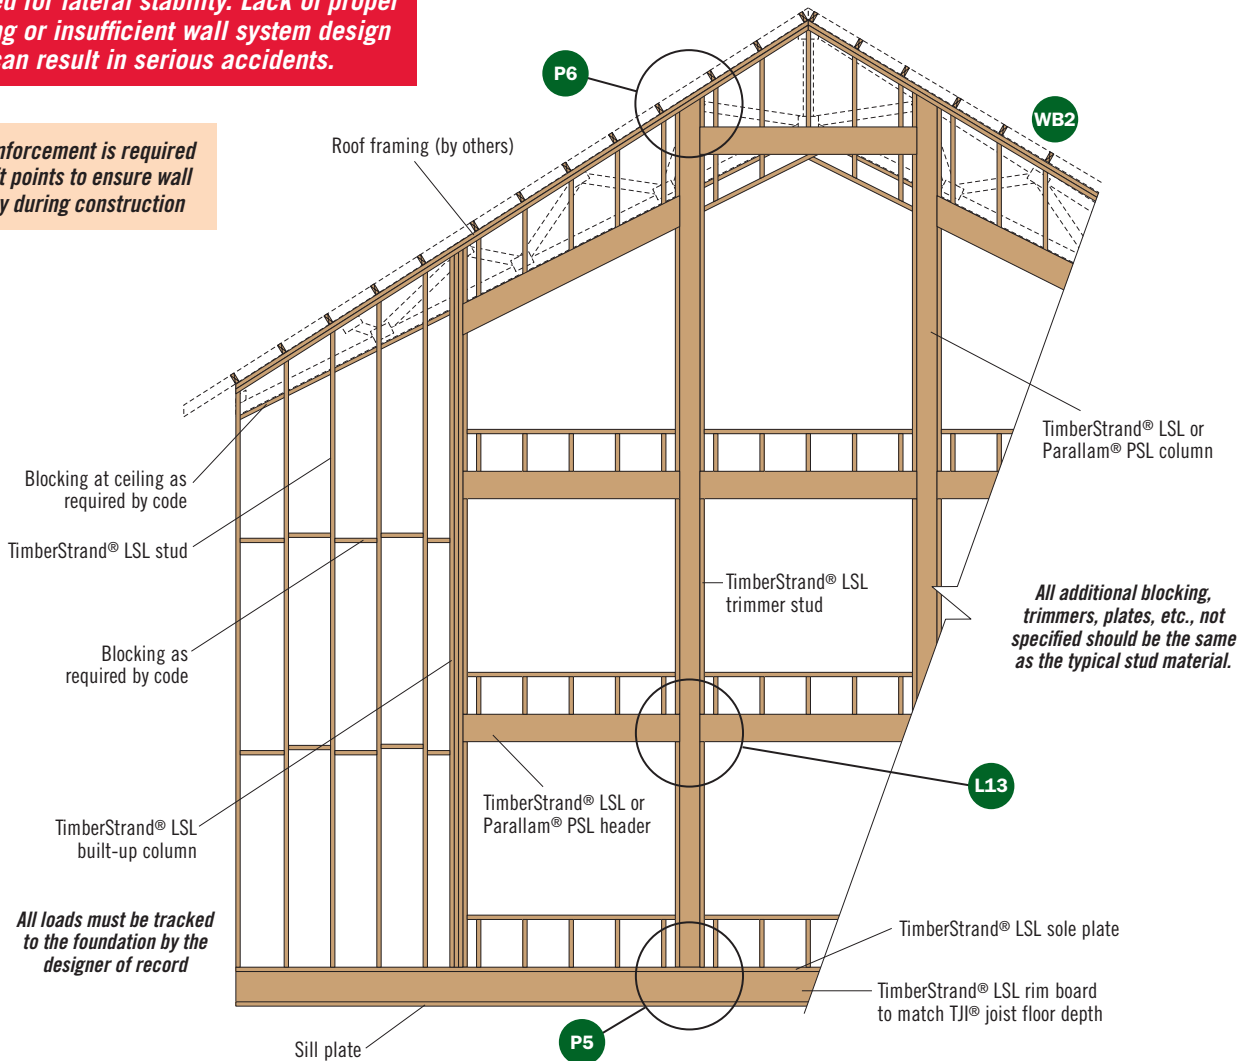 ed for lateral stability. Lack of proper
ng or insufficient wall system design
can result in serious accidents.
P6
WB2
Roof framing (by others)
nforcement is required
ft points to ensure wall
y during construction
TimberStrand® LSL or
Parallam® PSL column
Blocking at ceiling as
required by code
TimberStrand® LSL stud
TimberStrand® LSL
trimmer stud
All additional blocking,
trimmers, plates, etc., not
specified should be the same
as the typical stud material.
Blocking as
required by code
L13
TimberStrand® LSL or
Parallam® PSL header
TimberStrand® LSL
built-up column
All loads must be tracked
to the foundation by the
designer of record
TimberStrand® LSL sole plate
TimberStrand® LSL rim board
to match TJI® joist floor depth
P5
Sill plate